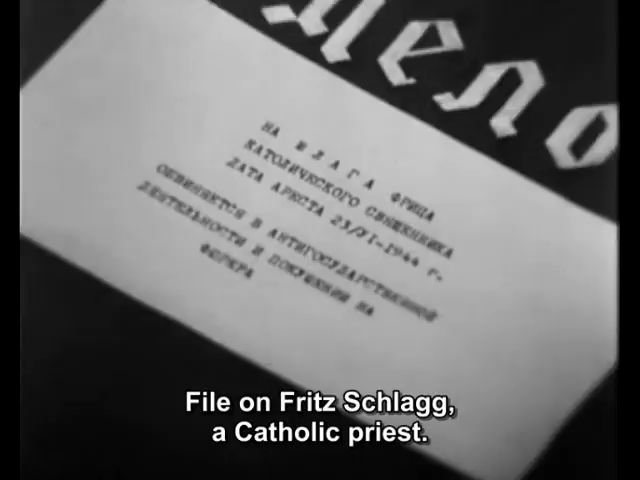 Дело
НА ШЛАГА ФРИЦА
КАТОЛИЧЕСКОГО СВЯЩЕННИКА
ДАТА АРЕСТА 23/VI-1944 г.
ОБВИНЯЕТСЯ В АНТИГОСУДАРСТВЕННОЙ
ДЕЯТЕЛЬНОСТИ И ПОКУШЕНИИ НА
ФЮРЕРА
File on Fritz Schlagg,
a Catholic priest.